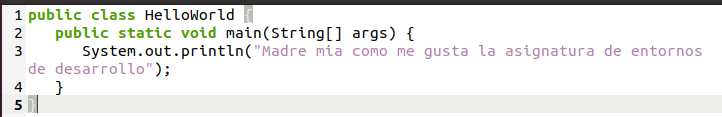 1 public class HelloWorld {
2    public static void main(String[] args) {
3       System.out.println("Madre mia como me gusta la asignatura de entornos
de desarrollo");
4    }
5 }